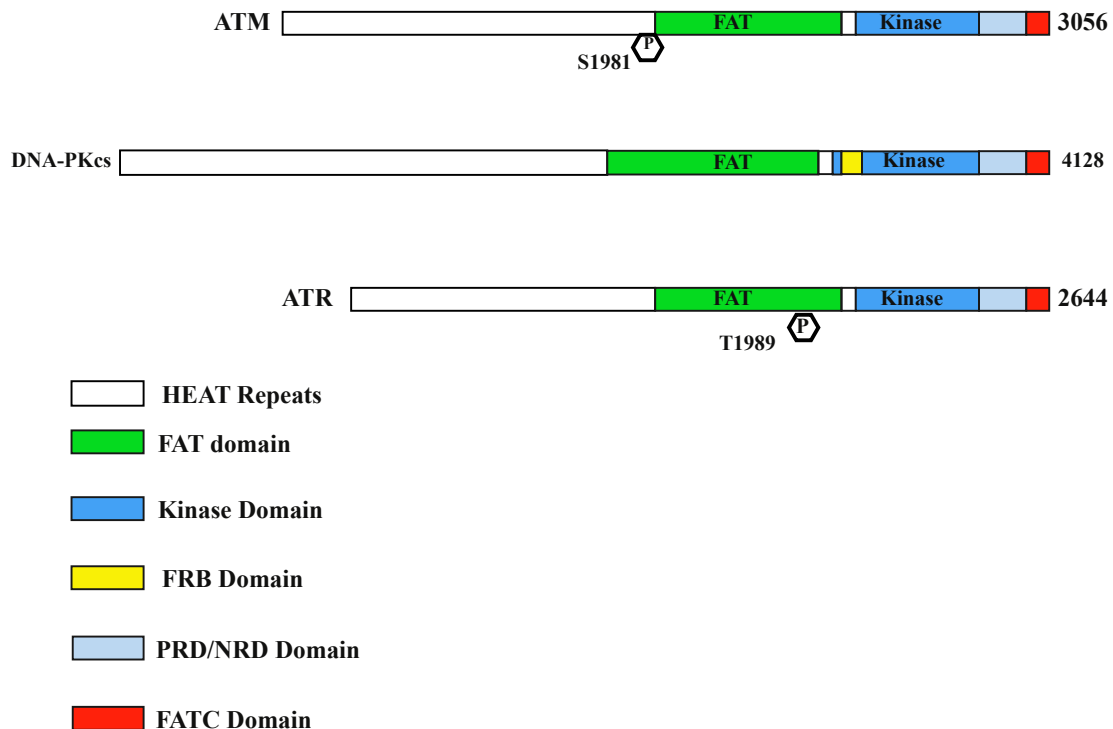 ATM FAT Kinase 3056
P
S1981
DNA-PKcs FAT Kinase 4128
ATR FAT Kinase 2644
P
T1989
HEAT Repeats
FAT domain
Kinase Domain
FRB Domain
PRD/NRD Domain
FATC Domain